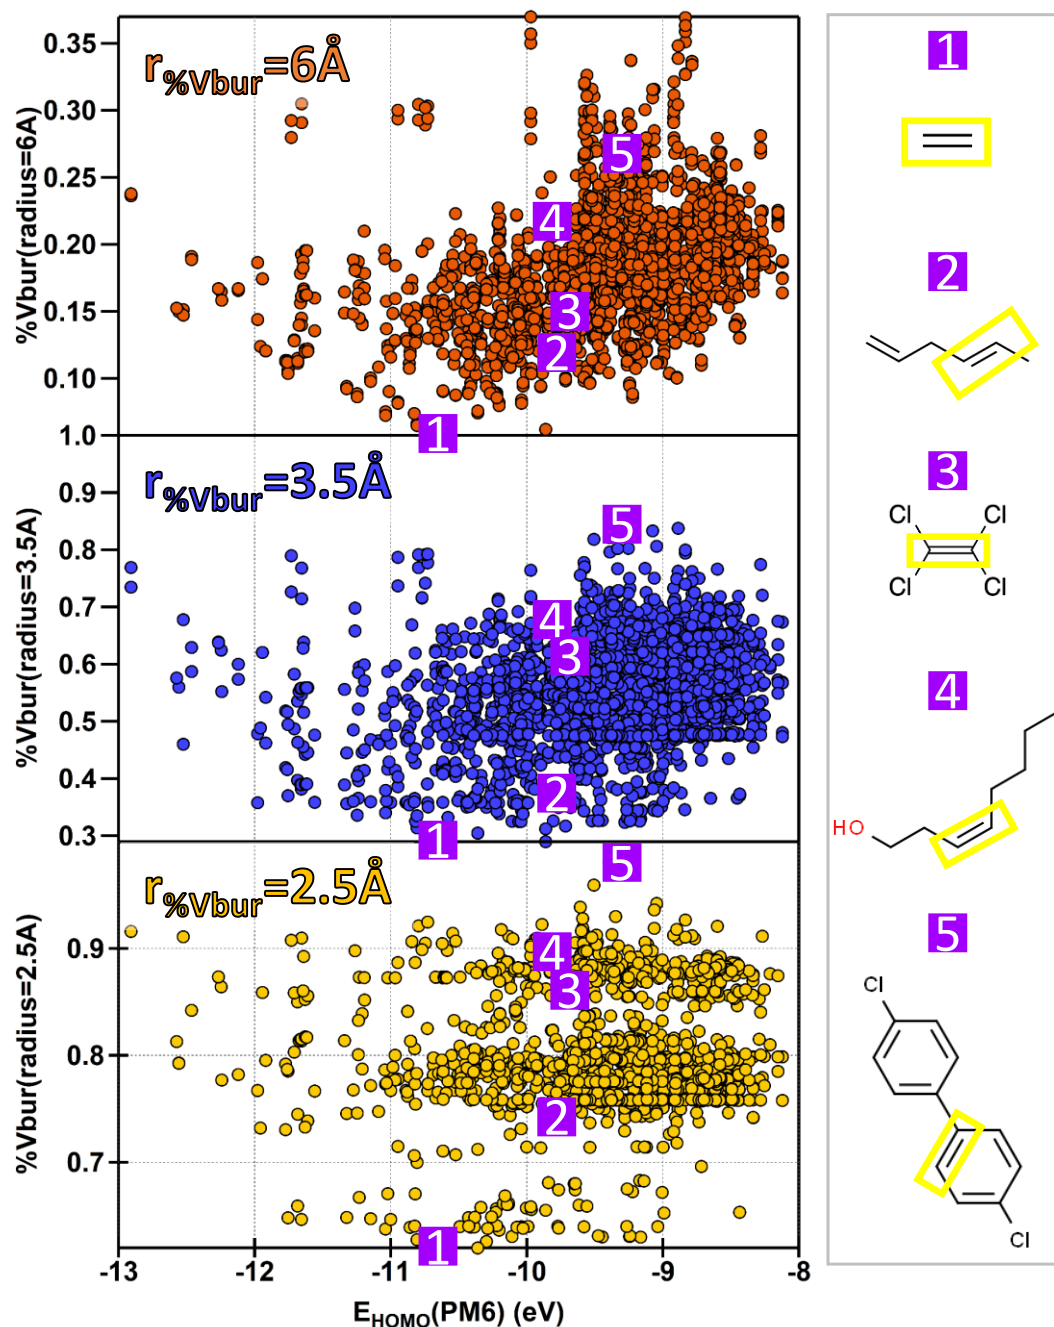 r%Vbur=6Å
%Vbur(radius=6A)
0.35
0.30
0.25
0.20
0.15
0.10
5
4
3
2
1
r%Vbur=3.5Å
%Vbur(radius=3.5A)
1.0
0.9
0.8
0.7
0.6
0.5
0.4
0.3
5
4
3
2
1
r%Vbur=2.5Å
%Vbur(radius=2.5A)
0.9
0.8
0.7
5
4
3
2
1
-13 -12 -11 -10 -9 -8
EHOMO(PM6) (eV)
1
2
3
Cl Cl
Cl Cl
4
HO
5
Cl
Cl